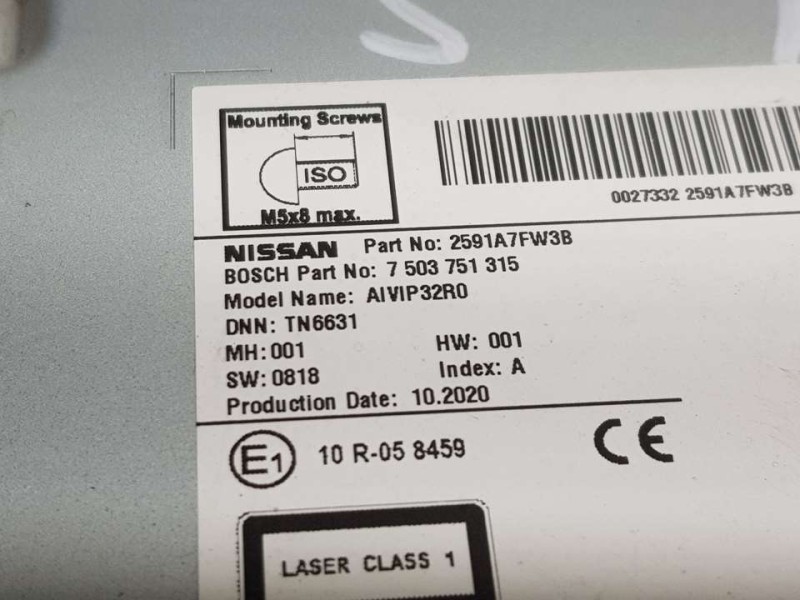 Mounting Screws
ISO
M5x8 max.
0027332 2591A7FW3B
NISSAN Part No: 2591A7FW3B
BOSCH Part No: 7 503 751 315
Model Name: AIVIP32R0
DNN: TN6631
MH: 001 HW: 001
SW: 0818 Index: A
Production Date: 10.2020
E1 10 R-05 8459 CE
LASER CLASS 1